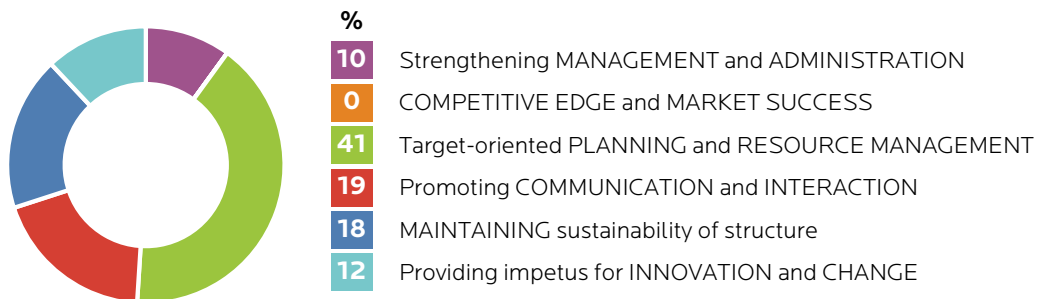 %
10 Strengthening MANAGEMENT and ADMINISTRATION
0 COMPETITIVE EDGE and MARKET SUCCESS
41 Target-oriented PLANNING and RESOURCE MANAGEMENT
19 Promoting COMMUNICATION and INTERACTION
18 MAINTAINING sustainability of structure
12 Providing impetus for INNOVATION and CHANGE